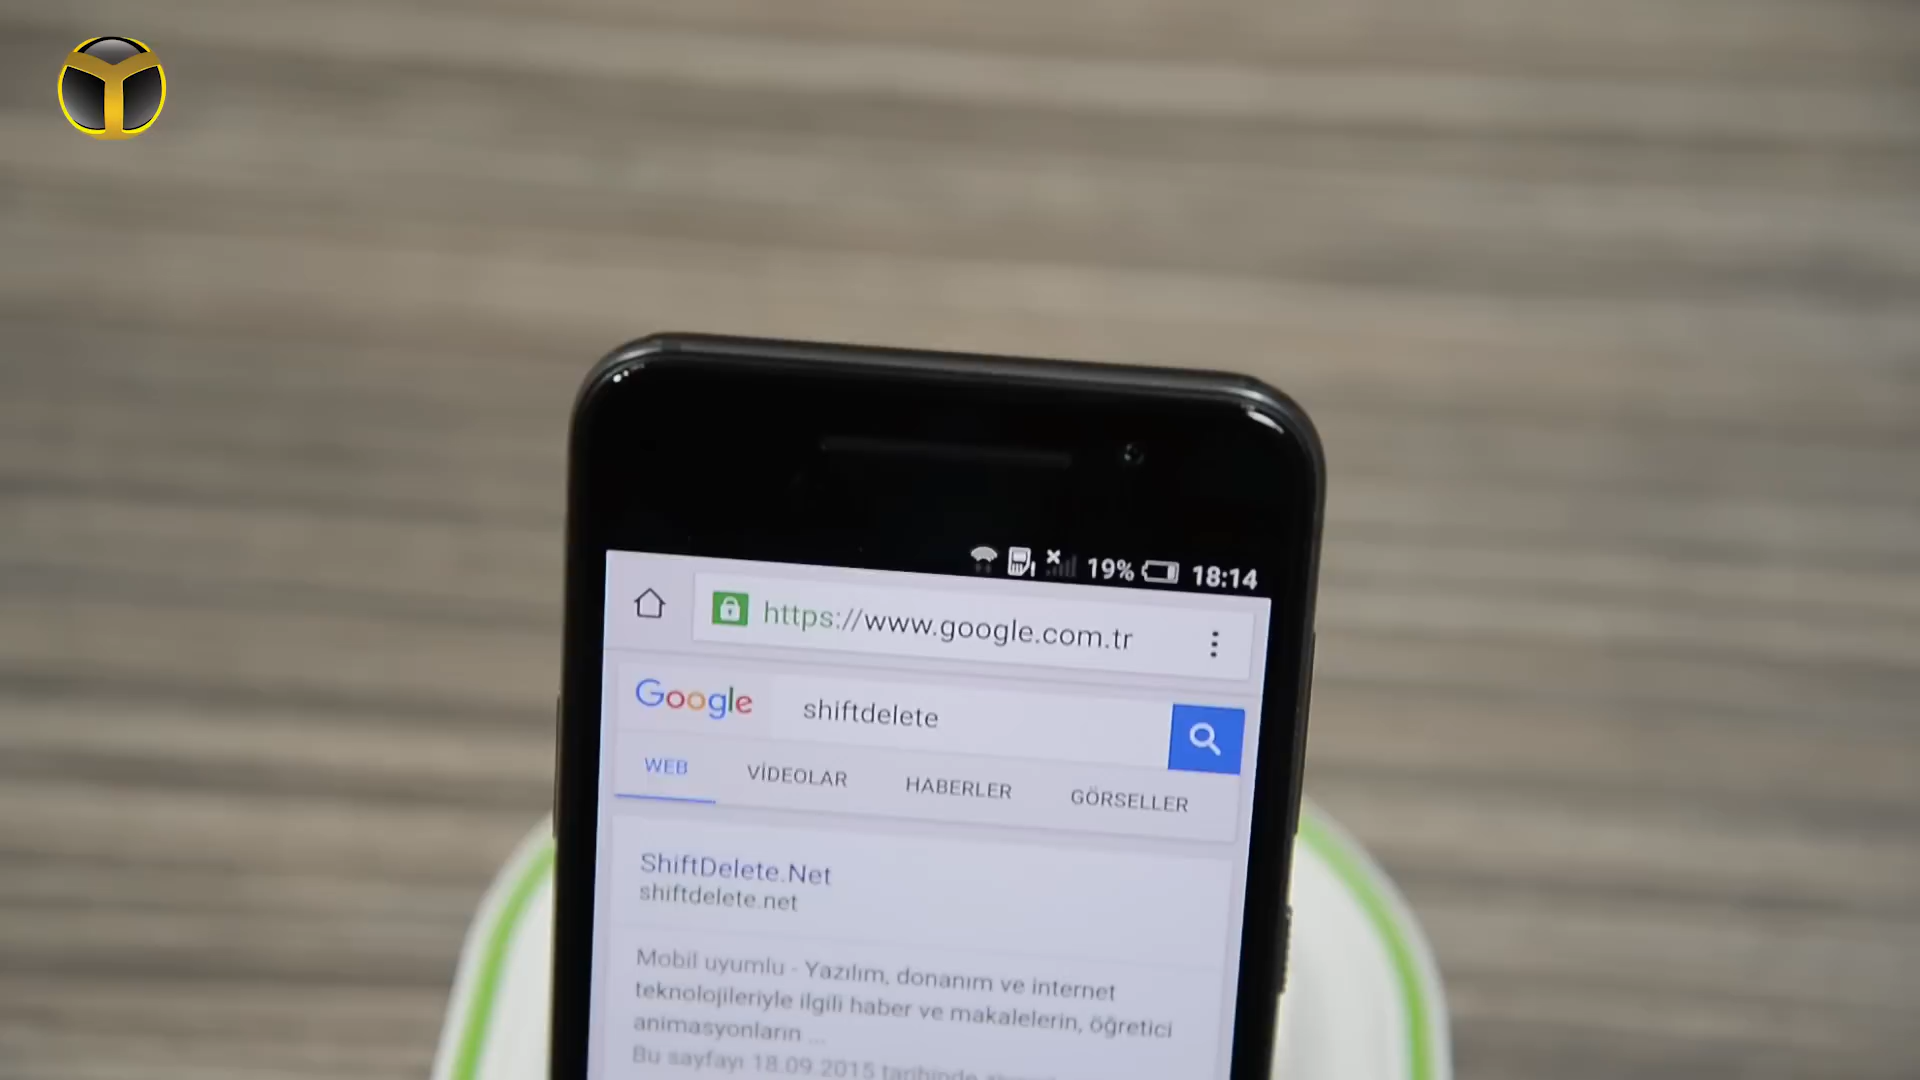 19% 18:14
https://www.google.com.tr
Google shiftdelete
WEB VİDEOLAR HABERLER GÖRSELLER
ShiftDelete.Net
shiftdelete.net
Mobil uyumlu - Yazılım, donanım ve internet
teknolojileriyle ilgili haber ve makalelerin, öğretici
animasyonların ...
Bu sayfayı 18.09.2015 tarihinde